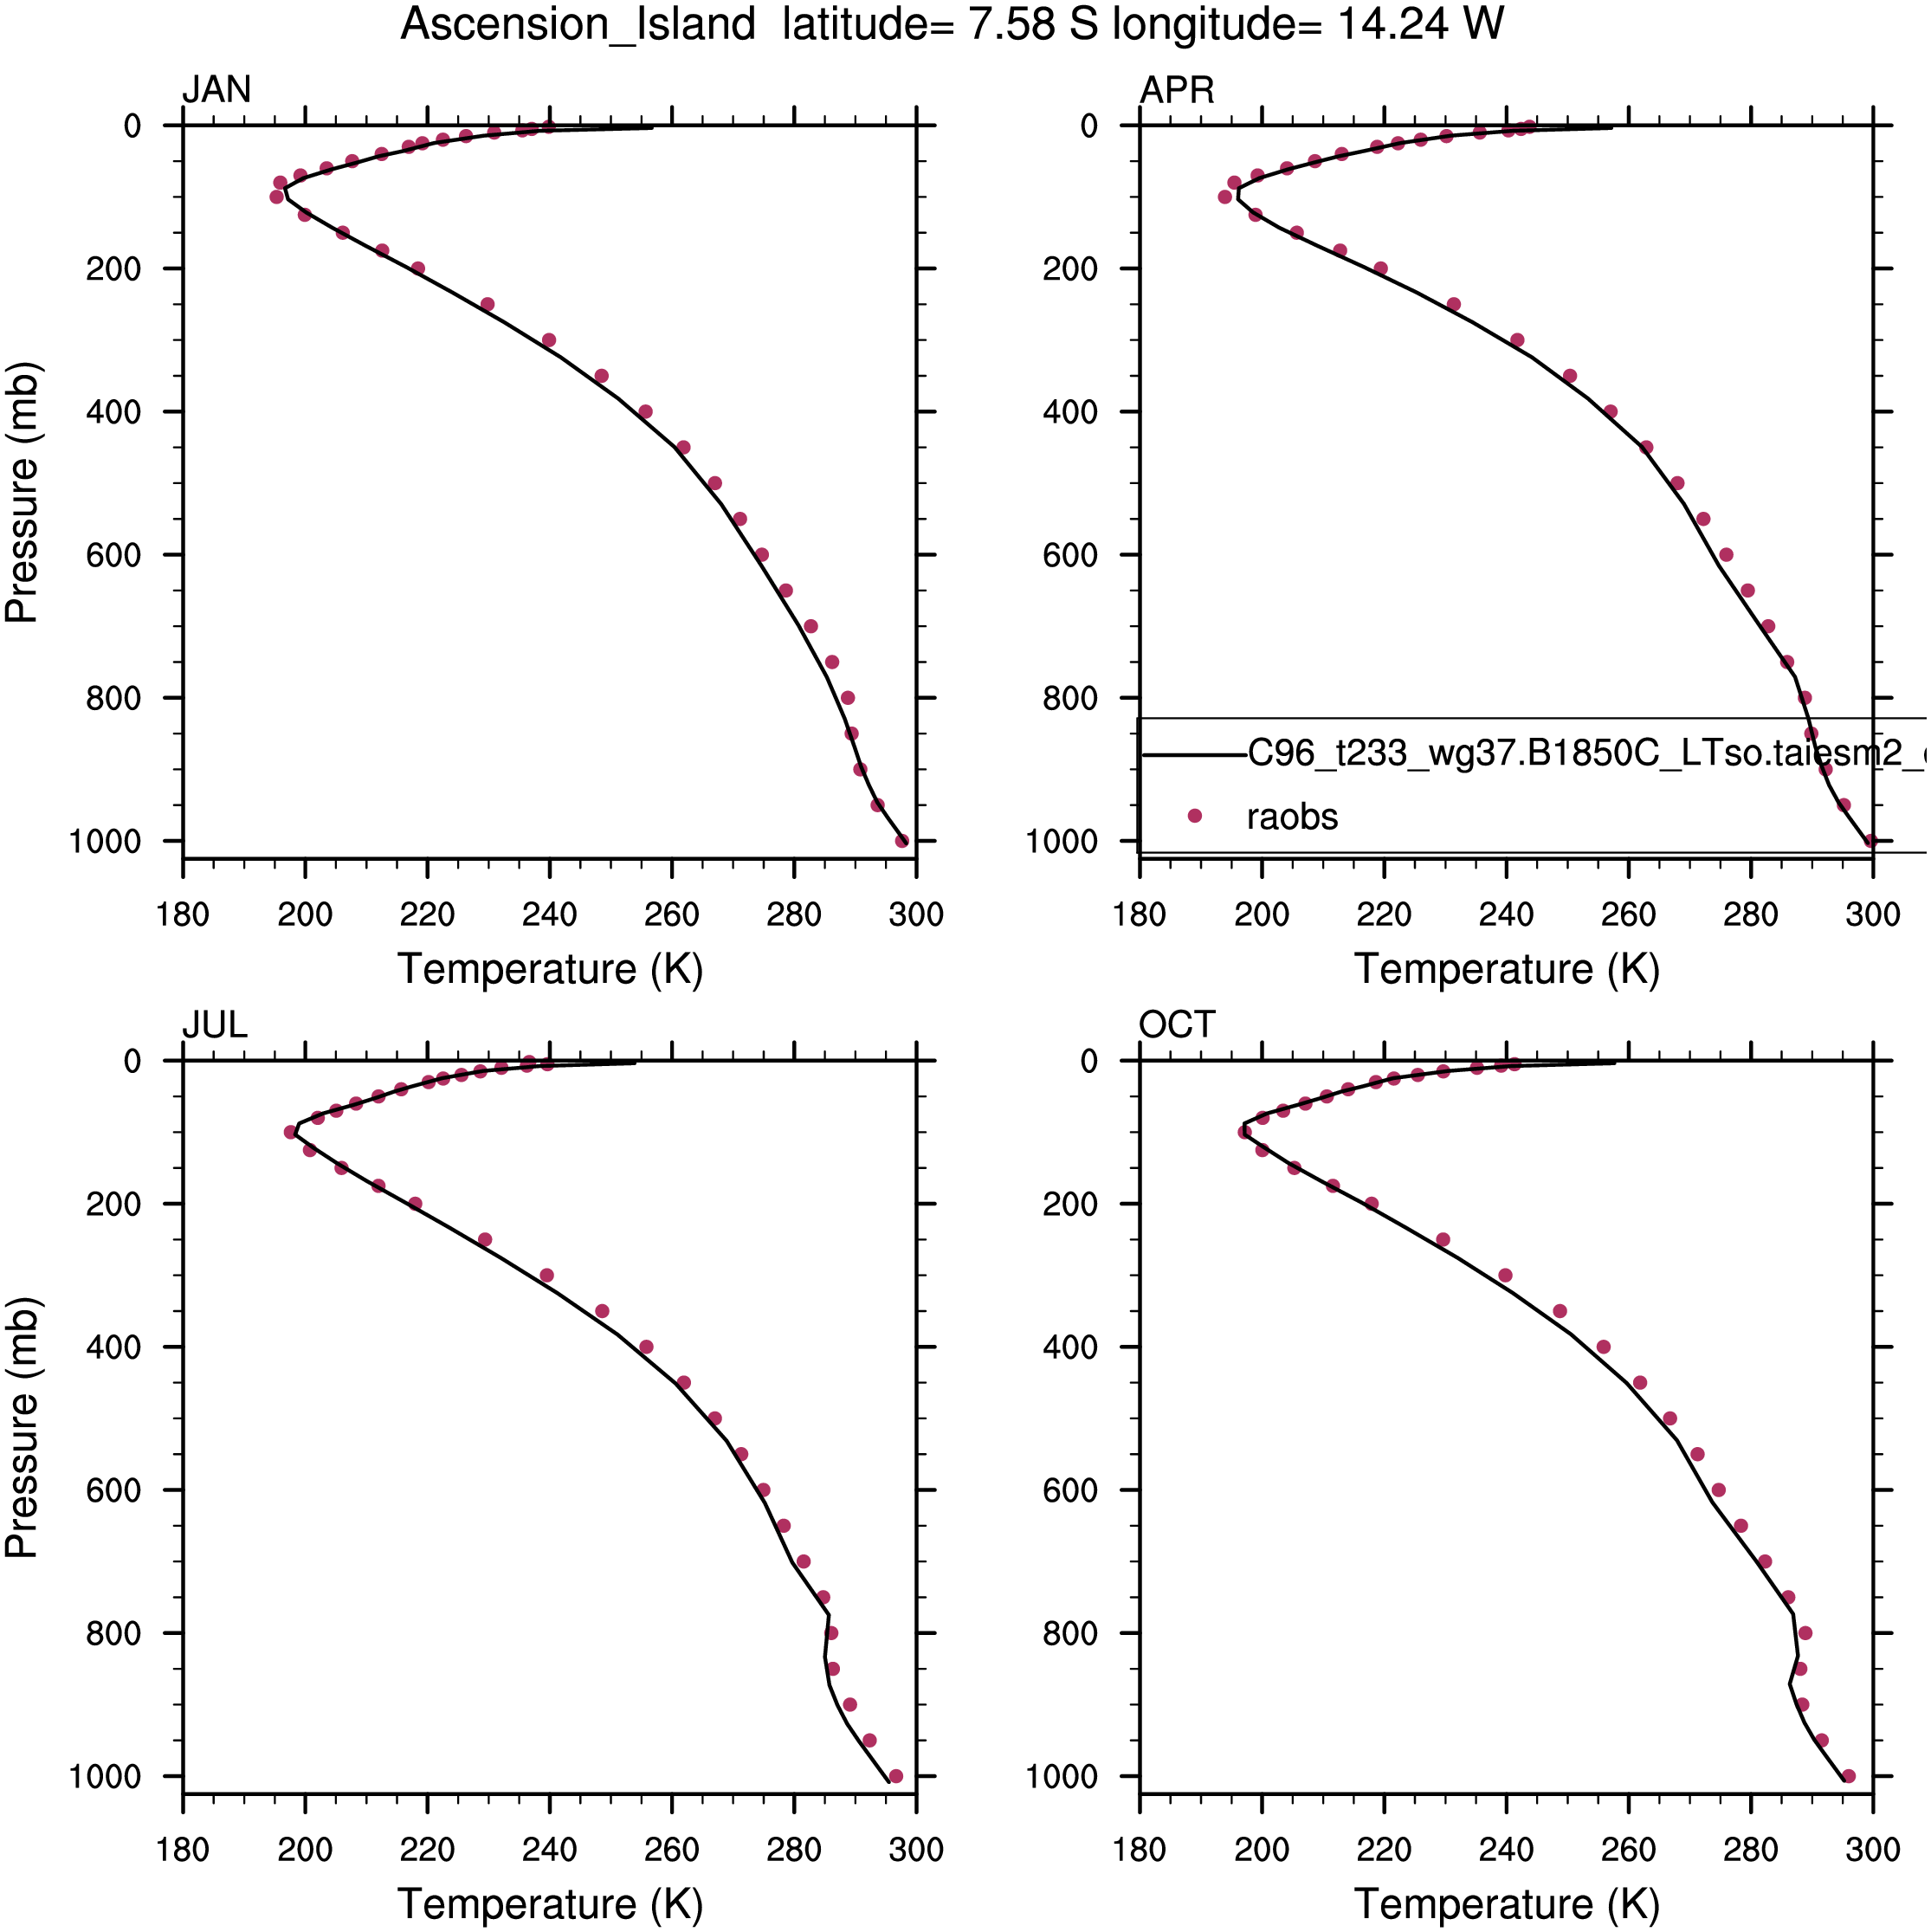 Ascension_Island latitude= 7.58 S longitude= 14.24 W
JAN
APR
0
200
400
600
800
1000
Pressure (mb)
180 200 220 240 260 280 300
Temperature (K)
0
200
400
600
800
1000
C96_t233_wg37.B1850C_LTso.taiesm2_
raobs
180 200 220 240 260 280 300
Temperature (K)
JUL
OCT
0
200
400
600
800
1000
Pressure (mb)
180 200 220 240 260 280 300
Temperature (K)
0
200
400
600
800
1000
180 200 220 240 260 280 300
Temperature (K)